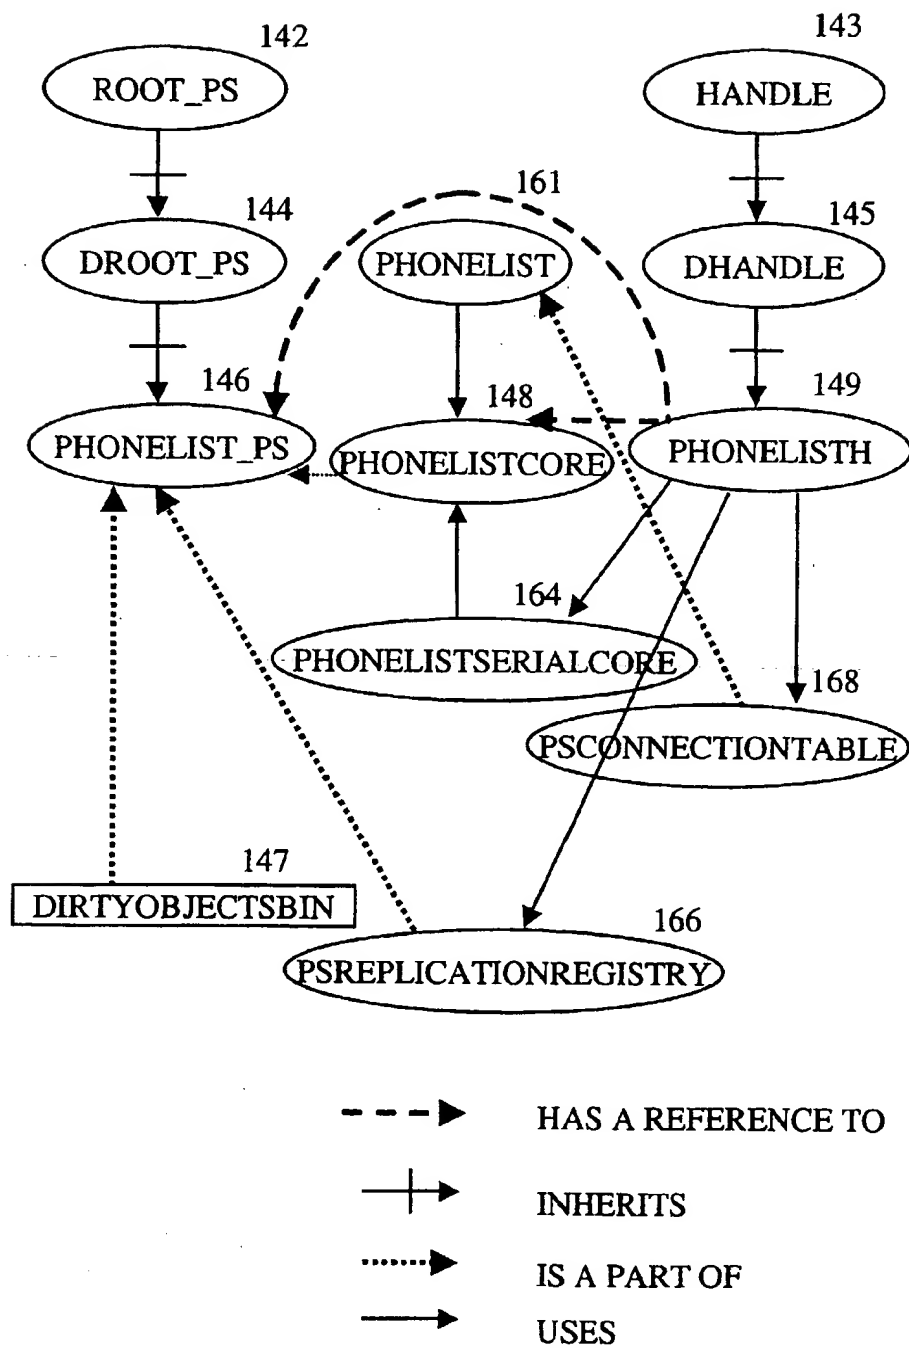 142
143
ROOT_PS
HANDLE
161
144
145
DROOT_PS
PHONELIST
DHANDLE
146
148
149
PHONELIST_PS
PHONELISTCORE
PHONELISTH
164
PHONELISTSERIALCORE
168
PSCONNECTIONTABLE
147
DIRTYOBJECTSBIN
166
PSREPLICATIONREGISTRY
HAS A REFERENCE TO
INHERITS
IS A PART OF
USES